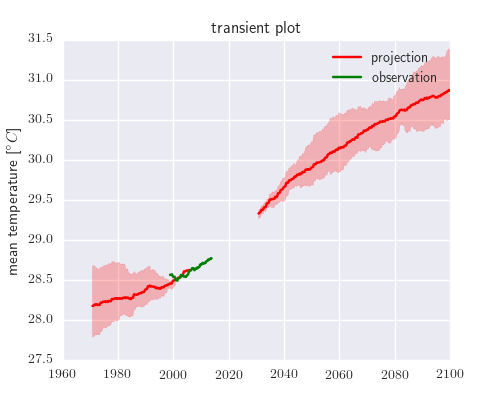 transient plot
31.5
31.0
30.5
30.0
29.5
29.0
28.5
28.0
27.5
mean temperature [°C]
projection
observation
1960 1980 2000 2020 2040 2060 2080 2100